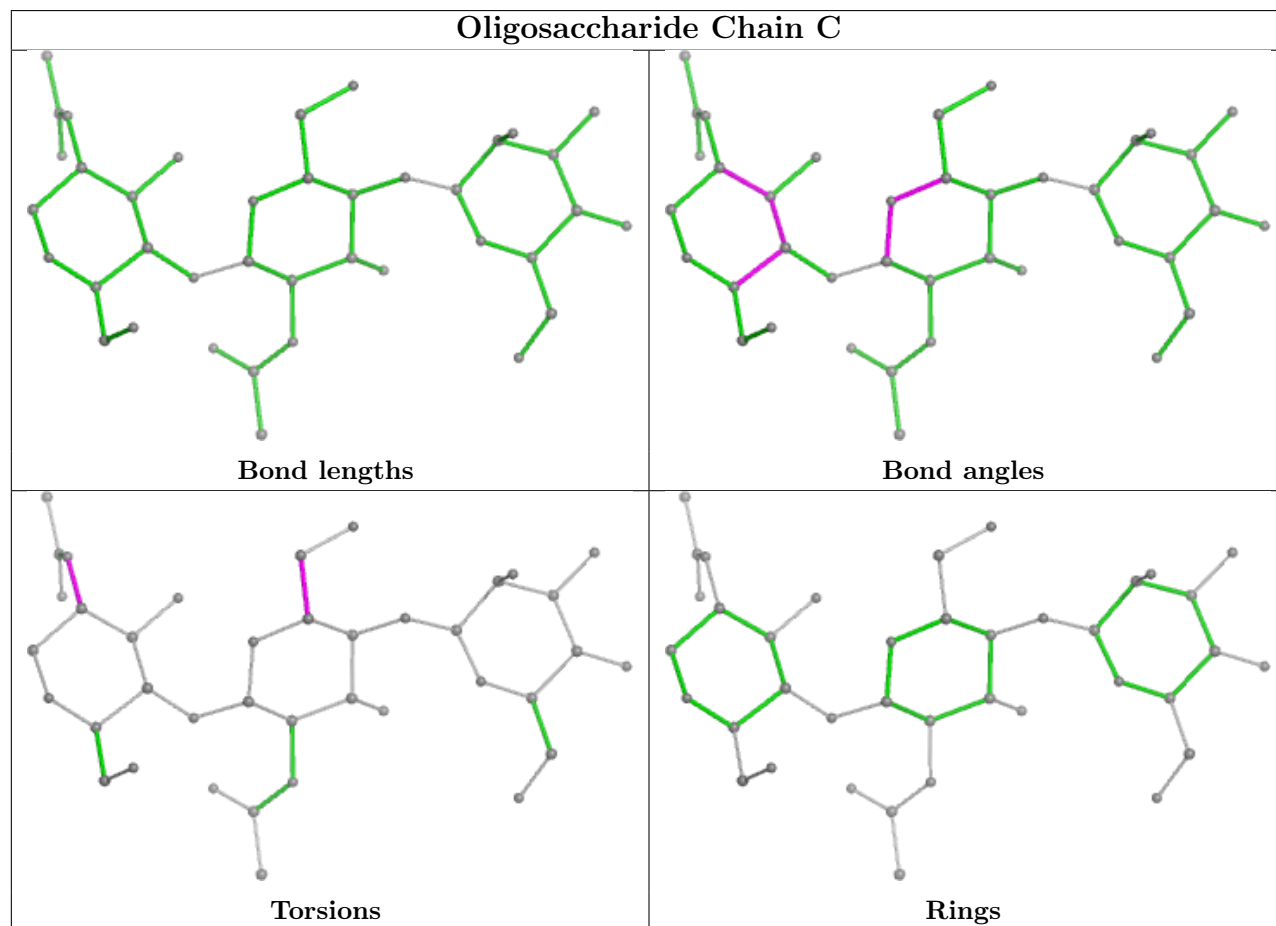 Oligosaccharide Chain C
Bond lengths
Bond angles
Torsions
Rings